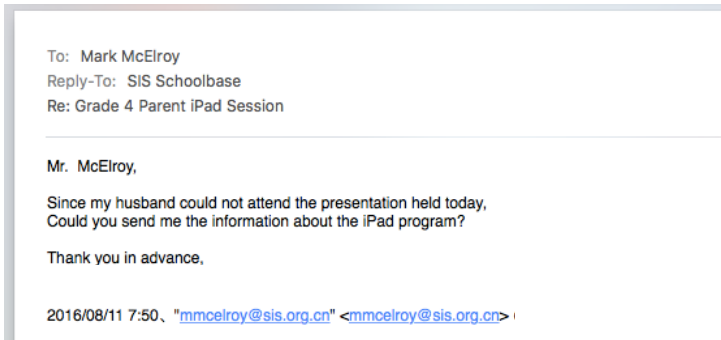 To: Mark McElroy
Reply-To: SIS Schoolbase
Re: Grade 4 Parent iPad Session
Mr. McElroy,
Since my husband could not attend the presentation held today,
Could you send me the information about the iPad program?
Thank you in advance,
2016/08/11 7:50、"mmcelroy@sis.org.cn" <mmcelroy@sis.org.cn>